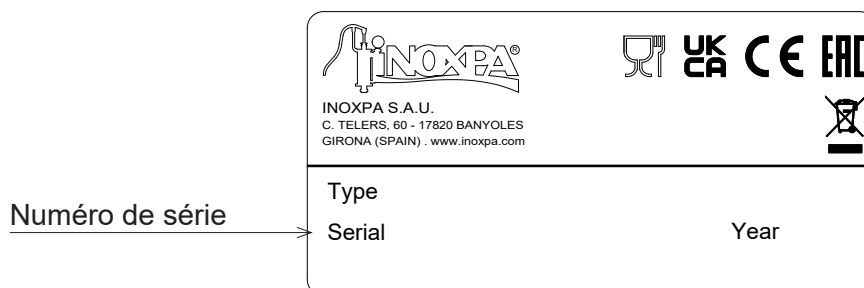 INOXPA®
UK CA CE EAC
INOXPA S.A.U.
C. TELERS, 60 - 17820 BANYOLES
GIRONA (SPAIN) . www.inoxpa.com
Type
Numéro de série
Serial Year